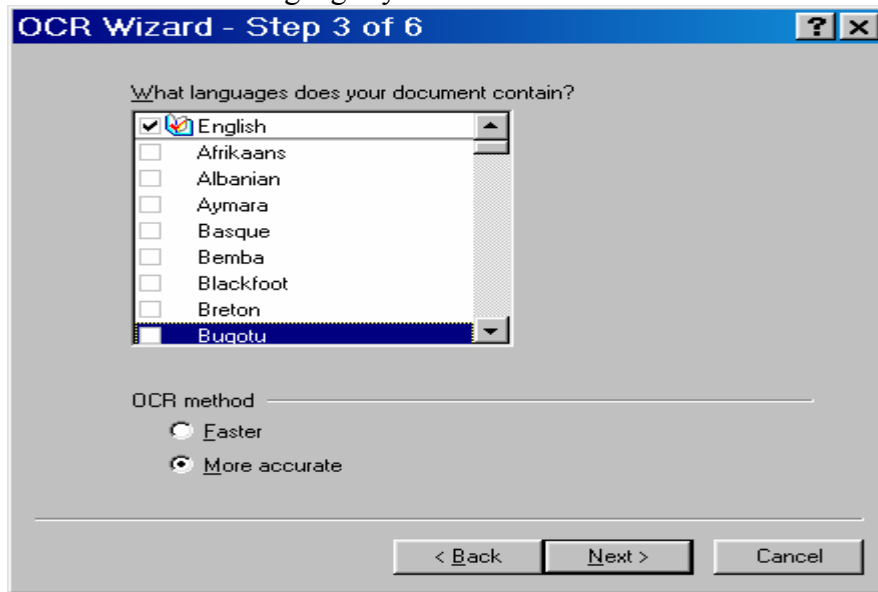 OCR Wizard - Step 3 of 6
What languages does your document contain?
English
Afrikaans
Albanian
Aymara
Basque
Bemba
Blackfoot
Breton
Bugotu
OCR method
Faster
More accurate
< Back Next > Cancel